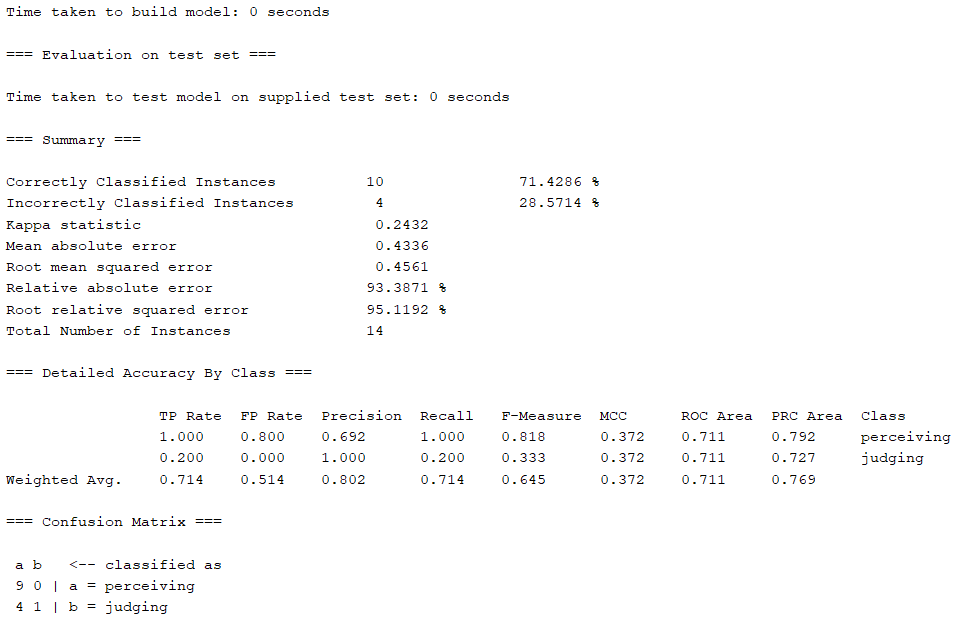 Time taken to build model: 0 seconds
=== Evaluation on test set ===
Time taken to test model on supplied test set: 0 seconds
=== Summary ===
Correctly Classified Instances          10               71.4286 %
Incorrectly Classified Instances         4               28.5714 %
Kappa statistic                          0.2432
Mean absolute error                      0.4336
Root mean squared error                  0.4561
Relative absolute error                 93.3871 %
Root relative squared error             95.1192 %
Total Number of Instances               14
=== Detailed Accuracy By Class ===
                 TP Rate  FP Rate  Precision  Recall   F-Measure  MCC      ROC Area  PRC Area  Class
                 1.000    0.800    0.692      1.000    0.818      0.372    0.711     0.792     perceiving
                 0.200    0.000    1.000      0.200    0.333      0.372    0.711     0.727     judging
Weighted Avg.    0.714    0.514    0.802      0.714    0.645      0.372    0.711     0.769
=== Confusion Matrix ===
 a b   <-- classified as
 9 0 | a = perceiving
 4 1 | b = judging